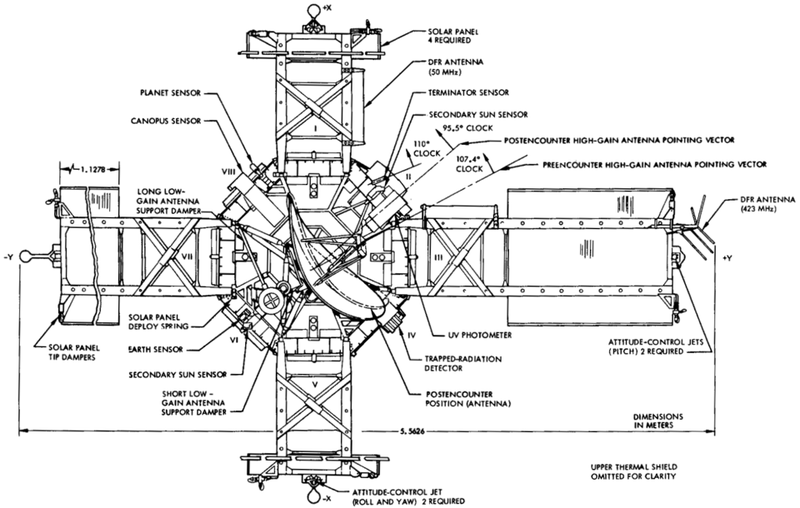 +X
SOLAR PANEL
4 REQUIRED
DFR ANTENNA
(50 MHz)
PLANET SENSOR
TERMINATOR SENSOR
CANOPUS SENSOR
SECONDARY SUN SENSOR
95.5° CLOCK
I
110°
CLOCK
POSTENCOUNTER HIGH-GAIN ANTENNA POINTING VECTOR
107.4°
CLOCK
PREENCOUNTER HIGH-GAIN ANTENNA POINTING VECTOR
1.1278
VIII
II
LONG LOW-
GAIN ANTENNA
SUPPORT DAMPER
DFR ANTENNA
(423 MHz)
-Y
VII
III
+Y
SOLAR PANEL
DEPLOY SPRING
SOLAR PANEL
TIP DAMPERS
EARTH SENSOR
VI
IV
UV PHOTOMETER
ATTITUDE-CONTROL JETS
(PITCH) 2 REQUIRED
SECONDARY SUN SENSOR
TRAPPED-RADIATION
DETECTOR
V
SHORT LOW -
GAIN ANTENNA
SUPPORT DAMPER
POSTENCOUNTER
POSITION (ANTENNA)
5.5626
DIMENSIONS
IN METERS
UPPER THERMAL SHIELD
OMITTED FOR CLARITY
-X
ATTITUDE-CONTROL JET
(ROLL AND YAW) 2 REQUIRED